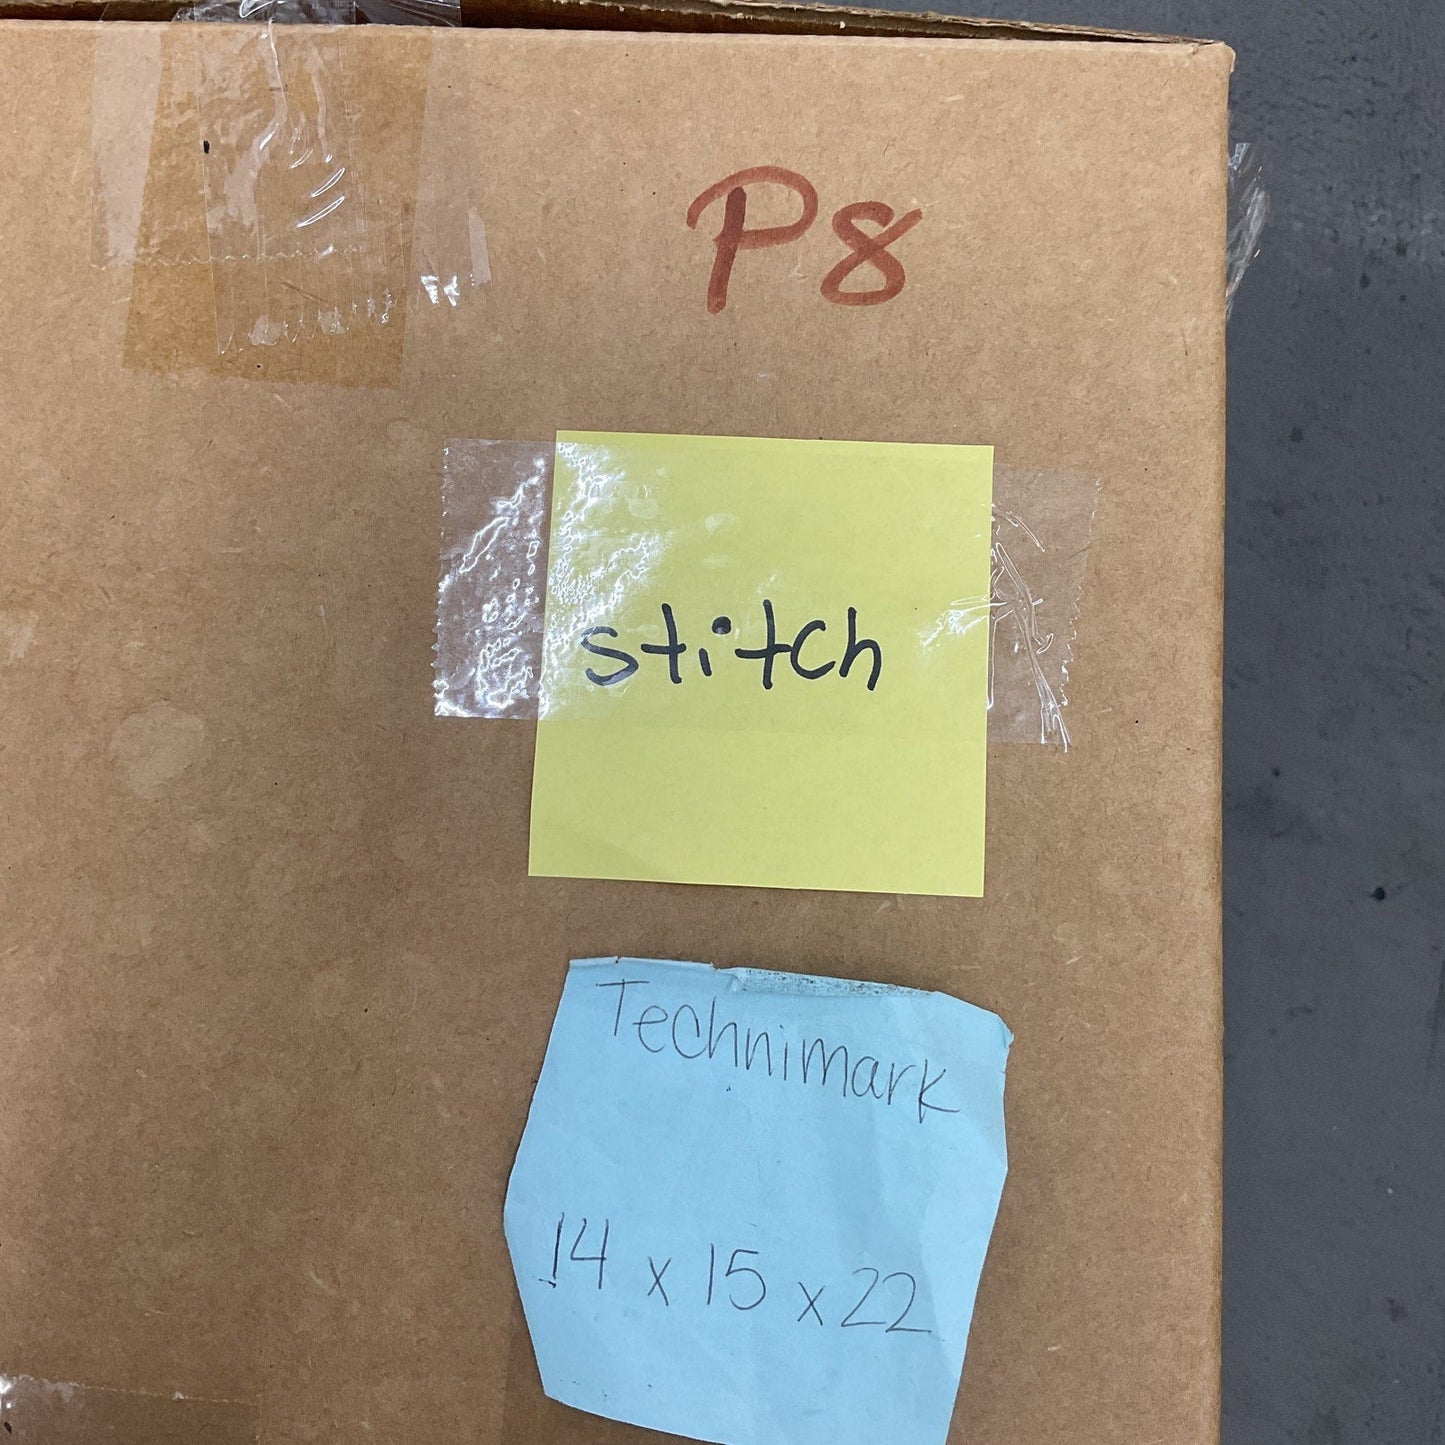 P8
stitch
Technimark
14 x 15 x 22